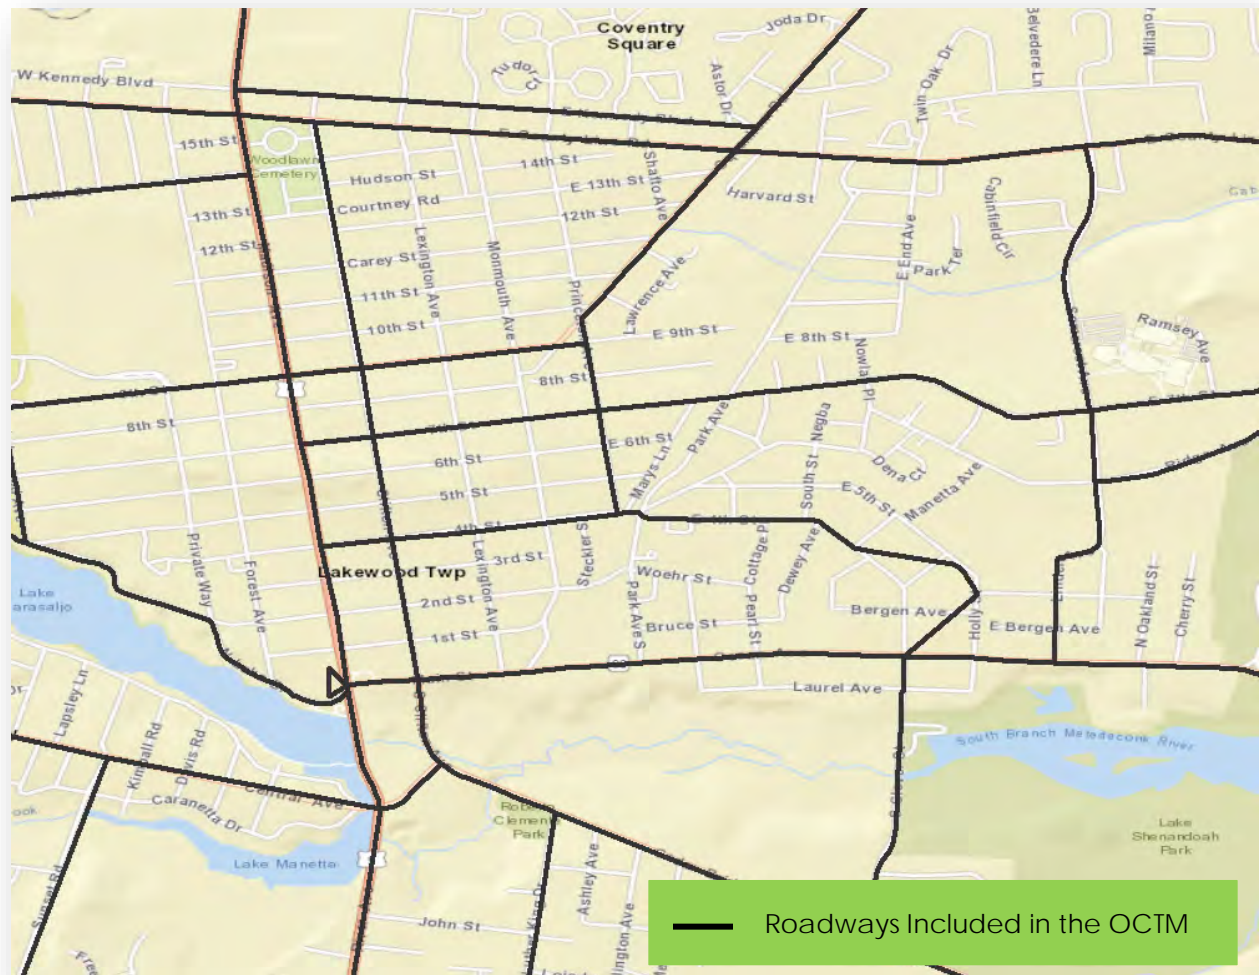 Coventry
Square
Joda Dr
Belvedere Ln
W Kennedy Blvd
Tudor
Ct
Astor Dr
Twin Oak Dr
15th St
Woodlawn
Cemetery
14th St
Shafto Ave
Hudson St
E 13th St
Harvard St
Cabinfield Cir
13th St
Courtney Rd
12th St
12th St
Lexington Ave
Monmouth Ave
E End Ave
Park Ter
Carey St
Lawrence Ave
11th St
10th St
E 9th St
E 8th St
Ramsey
Ave
Nowlan Pl
8th St
8th St
Park Ave
Negba
6th St
E 6th St
Marys Ln
South St
Dena Ct
5th St
E 5th St
Manetta Ave
4th St
3rd St
Lakewood Twp
Private Way
Forest Ave
Lexington Ave
Woehr St
Cottage Pl
Dewey Ave
Lake
2nd St
1st St
Park Ave S
Bruce St
Pearl St
Bergen Ave
Holly
E Bergen Ave
N Oakland St
Cherry St
Lapsley Ln
Laurel Ave
Kimball Rd
Davis Rd
South Branch Metedeconk River
Central Ave
Caranetta Dr
Clemente
Park
Lake
Shenandoah
Park
Lake Manetta
Sunset Rd
Ashley Ave
John St
Roadways Included in the OCTM